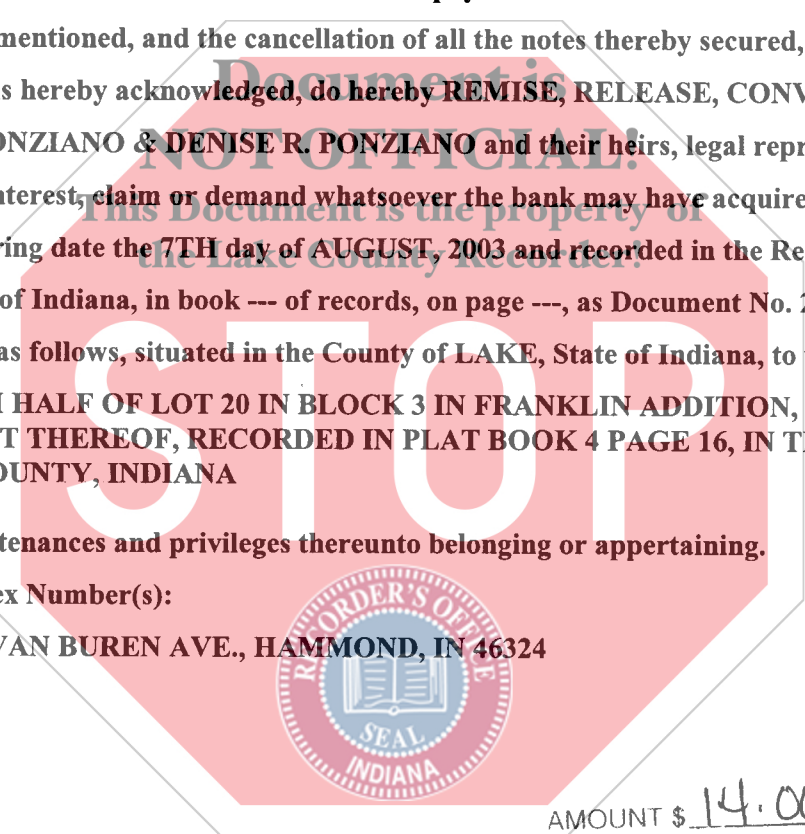 mentioned, and the cancellation of all the notes thereby secured,
s hereby acknowledged, do hereby REMISE, RELEASE, CONV
ONZIANO & DENISE R. PONZIANO and their heirs, legal repr
nterest, claim or demand whatsoever the bank may have acquire
ring date the 7TH day of AUGUST, 2003 and recorded in the Re
of Indiana, in book --- of records, on page ---, as Document No. 2
as follows, situated in the County of LAKE, State of Indiana, to
HALF OF LOT 20 IN BLOCK 3 IN FRANKLIN ADDITION,
T THEREOF, RECORDED IN PLAT BOOK 4 PAGE 16, IN T
OUNTY, INDIANA
tenances and privileges thereunto belonging or appertaining.
ex Number(s):
VAN BUREN AVE., HAMMOND, IN 46324
Document is
NOT OFFICIAL!
This Document is the property of
the Lake County Recorder!
STOP
RECORDER'S OFFICE
SEAL
INDIANA
AMOUNT $ 14.00